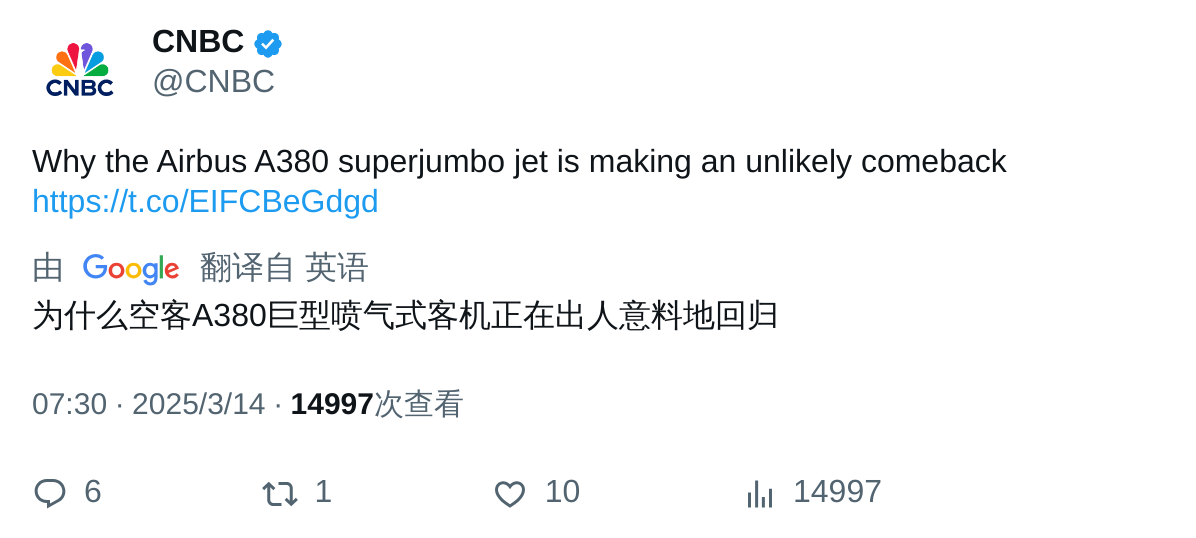 CNBC
CNBC
@CNBC
Why the Airbus A380 superjumbo jet is making an unlikely comeback
https://t.co/EIFCBeGdgd
由 Google 翻译自 英语
为什么空客A380巨型喷气式客机正在出人意料地回归
07:30 · 2025/3/14 · 14997次查看
6 1 10 14997